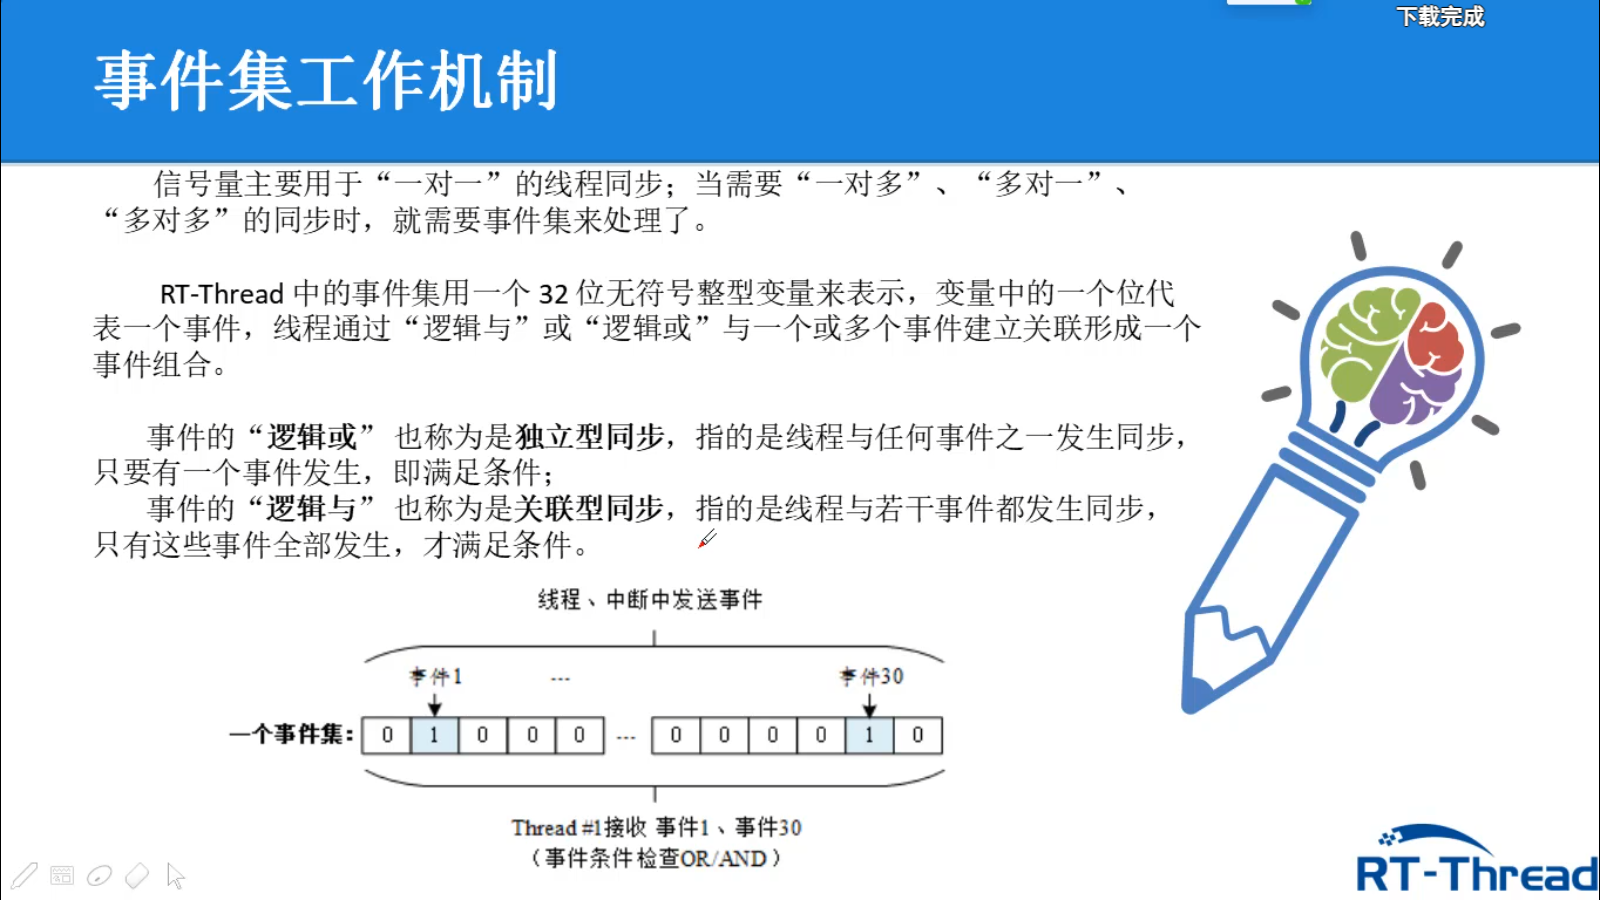 下载完成
事件集工作机制
信号量主要用于“一对一”的线程同步；当需要“一对多”、“多对一”、
“多对多”的同步时，就需要事件集来处理了。
RT-Thread 中的事件集用一个 32 位无符号整型变量来表示，变量中的一个位代
表一个事件，线程通过“逻辑与”或“逻辑或”与一个或多个事件建立关联形成一个
事件组合。
事件的“逻辑或” 也称为是独立型同步，指的是线程与任何事件之一发生同步，
只要有一个事件发生，即满足条件；
事件的“逻辑与” 也称为是关联型同步，指的是线程与若干事件都发生同步，
只有这些事件全部发生，才满足条件。
线程、中断中发送事件
事件1 --- 事件30
一个事件集: 0 1 0 0 0 --- 0 0 0 0 1 0
Thread #1接收 事件1、事件30
（事件条件检查OR/AND）
RT-Thread